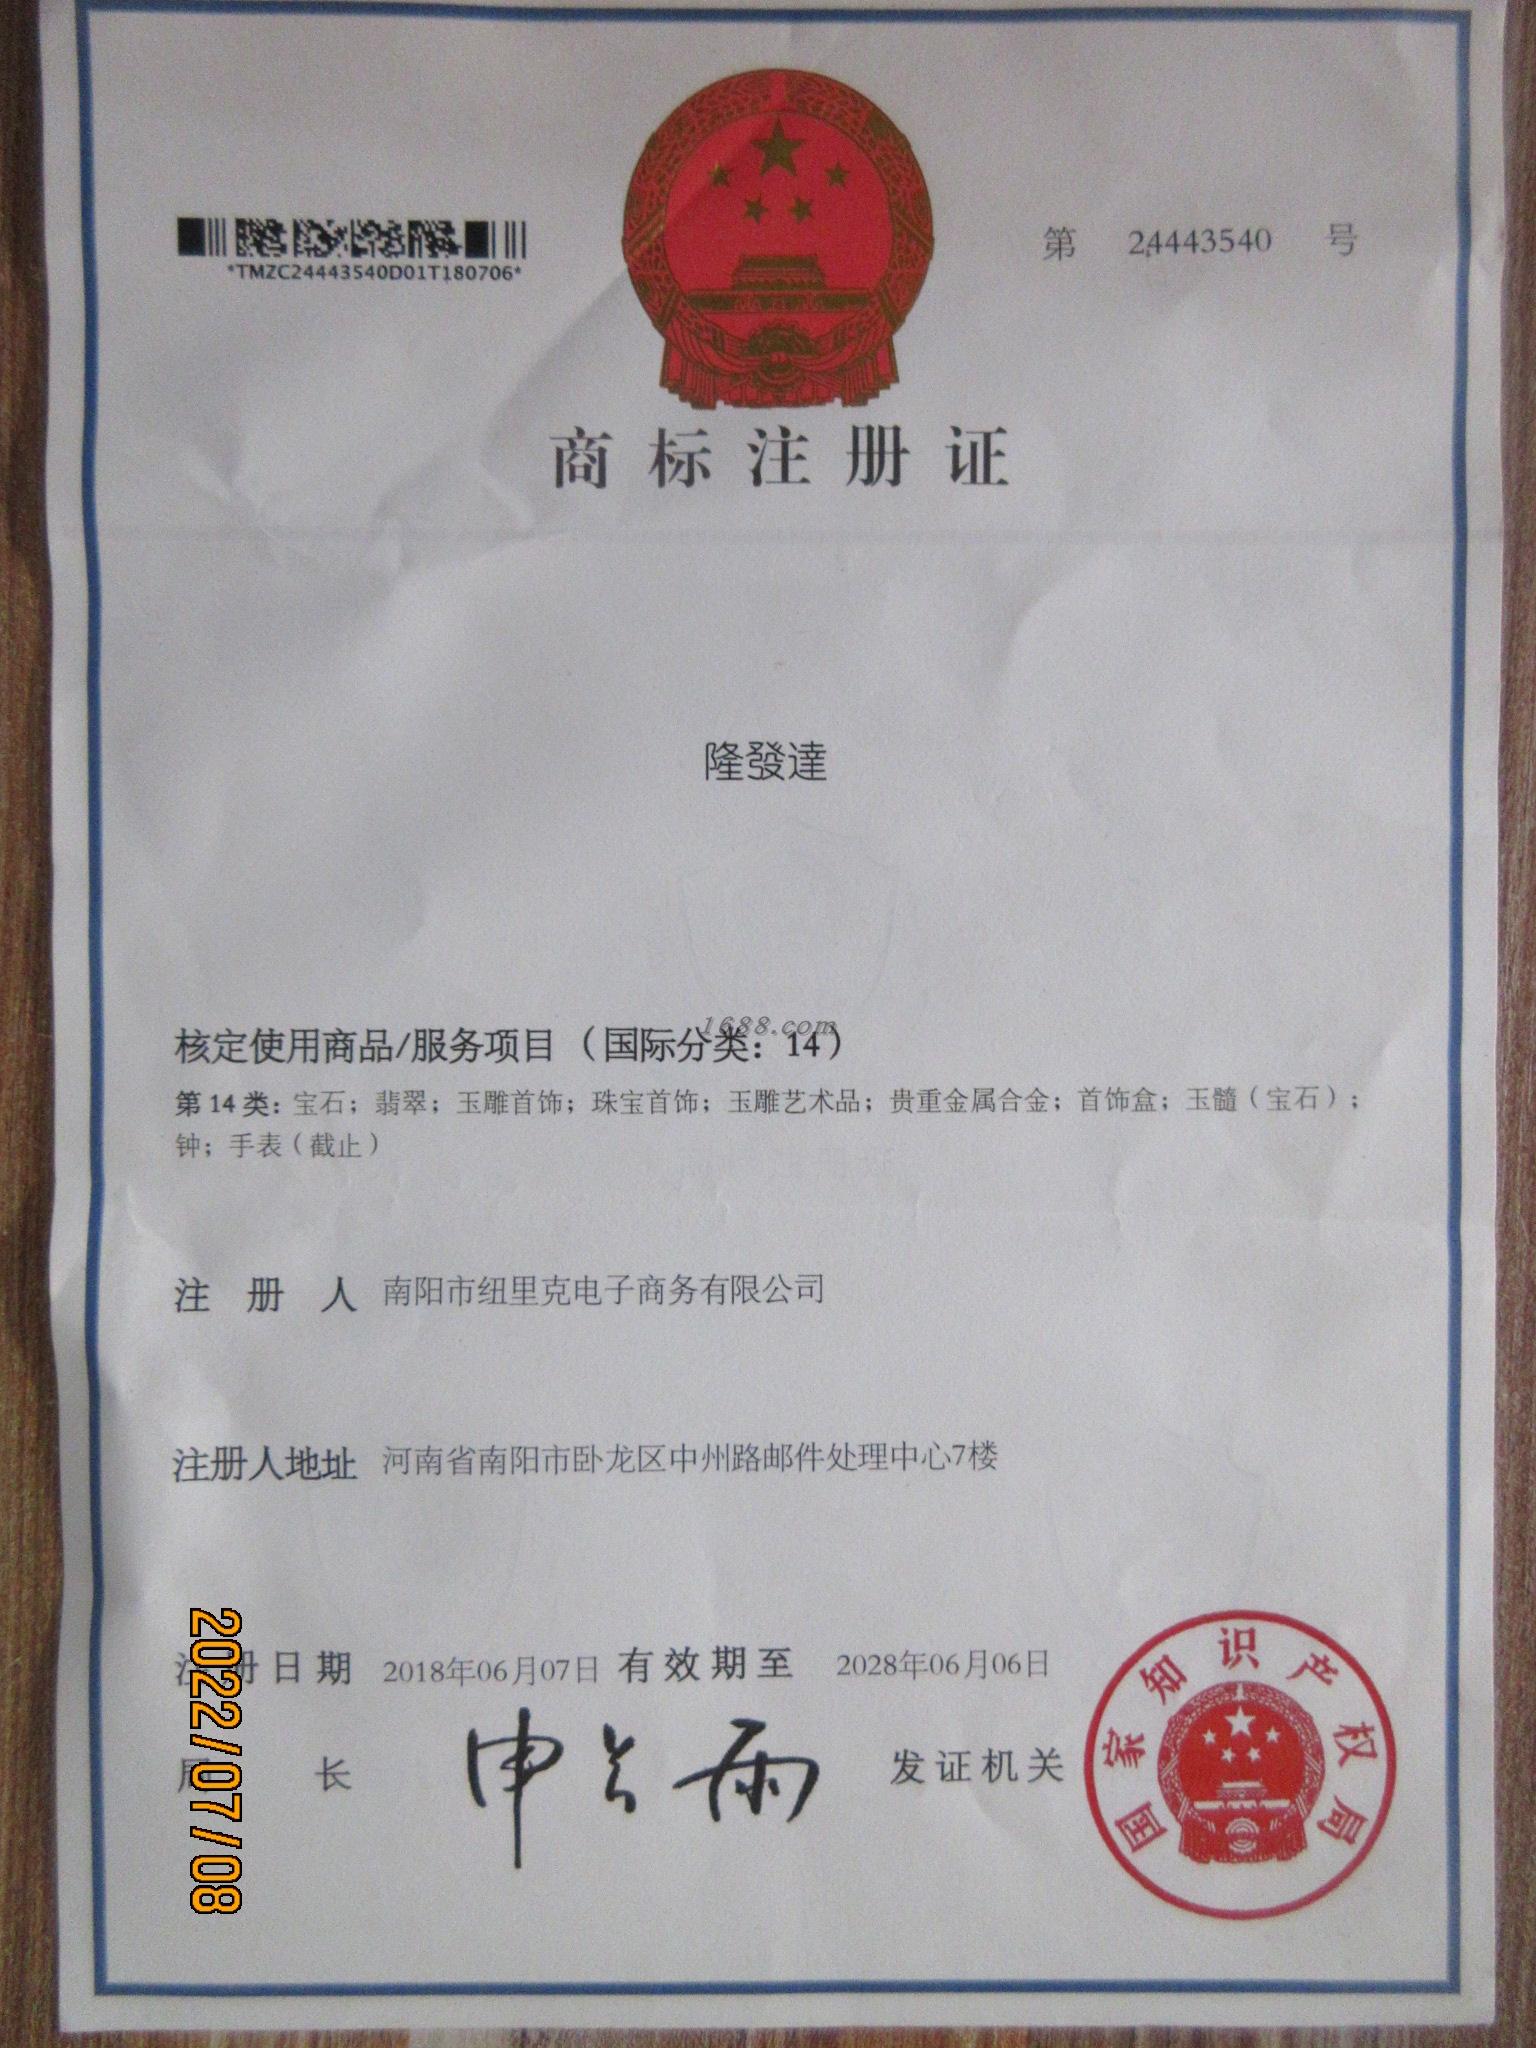 *TMZC24443540D01T180706*
第 24443540 号
商标注册证
隆發達
1688.com
核定使用商品/服务项目（国际分类：14）
第14类：宝石；翡翠；玉雕首饰；珠宝首饰；玉雕艺术品；贵重金属合金；首饰盒；玉髓（宝石）；
钟；手表（截止）
注册人 南阳市纽里克电子商务有限公司
注册人地址 河南省南阳市卧龙区中州路邮件处理中心7楼
注册日期 2018年06月07日 有效期至 2028年06月06日
局长 申长雨 发证机关
国家知识产权局
2022/07/08